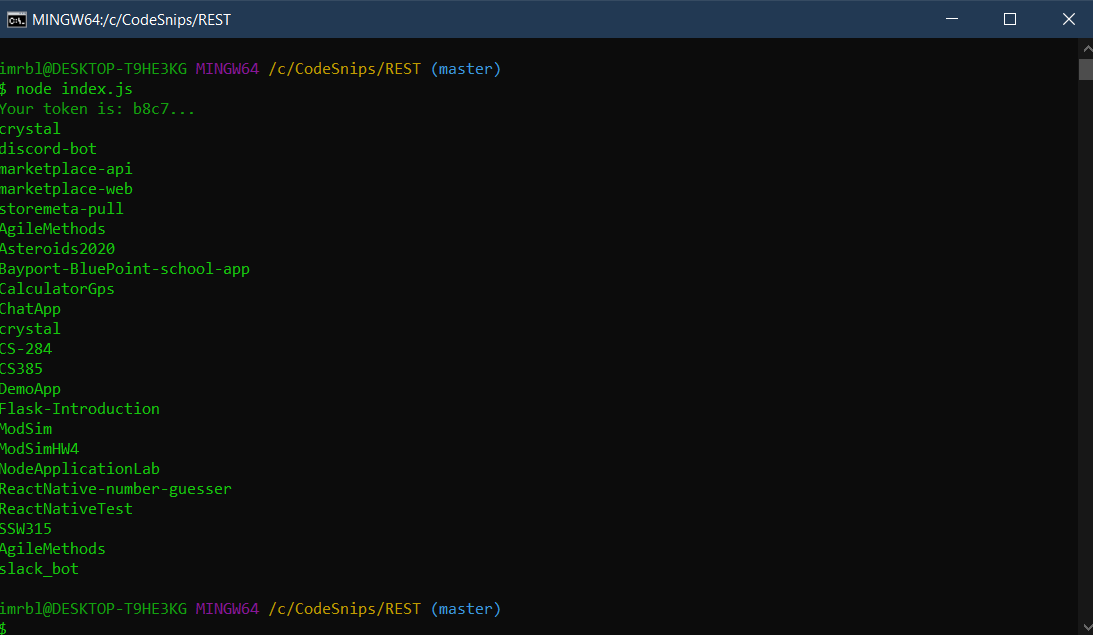 MINGW64:/c/CodeSnips/REST
imrbl@DESKTOP-T9HE3KG MINGW64 /c/CodeSnips/REST (master)
$ node index.js
Your token is: b8c7...
crystal
discord-bot
marketplace-api
marketplace-web
storemeta-pull
AgileMethods
Asteroids2020
Bayport-BluePoint-school-app
CalculatorGps
ChatApp
crystal
CS-284
CS385
DemoApp
Flask-Introduction
ModSim
ModSimHW4
NodeApplicationLab
ReactNative-number-guesser
ReactNativeTest
SSW315
AgileMethods
slack_bot
imrbl@DESKTOP-T9HE3KG MINGW64 /c/CodeSnips/REST (master)
$